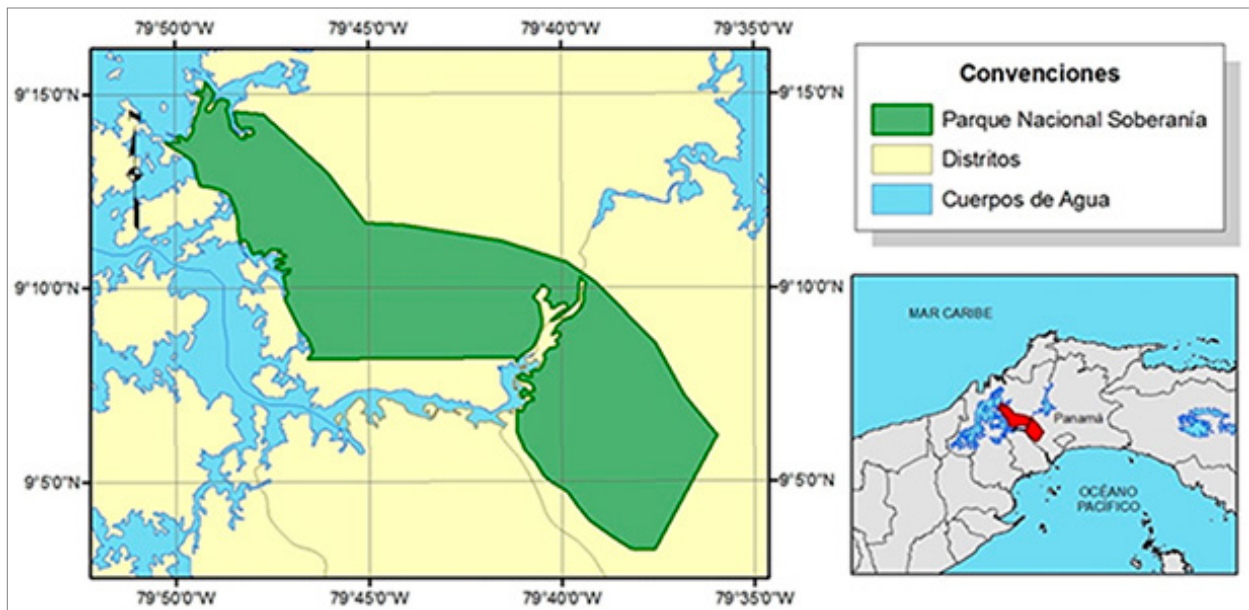 79°50'0"W 79°45'0"W 79°40'0"W 79°35'0"W
9°15'0"N 9°15'0"N
9°10'0"N 9°10'0"N
9°5'0"N 9°5'0"N
79°50'0"W 79°45'0"W 79°40'0"W 79°35'0"W
Convenciones
Parque Nacional Soberanía
Distritos
Cuerpos de Agua
MAR CARIBE
Panamá
OCÉANO
PACÍFICO